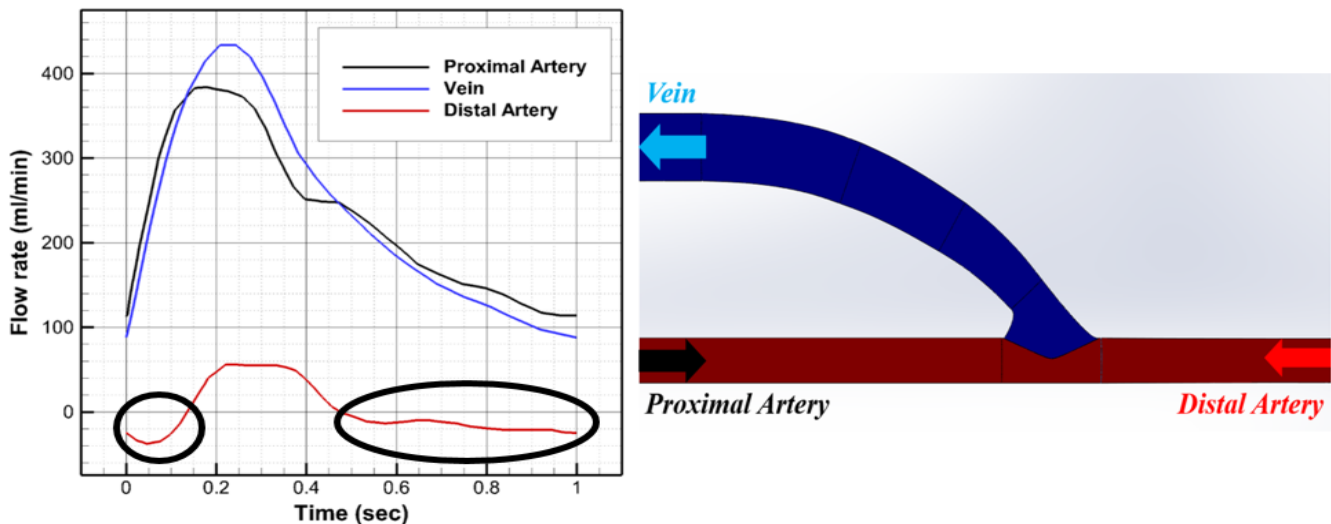 Proximal Artery
Vein
Distal Artery
400
300
200
100
0
Flow rate (ml/min)
0
0.2
0.4
0.6
0.8
1
Time (sec)
Vein
Proximal Artery
Distal Artery